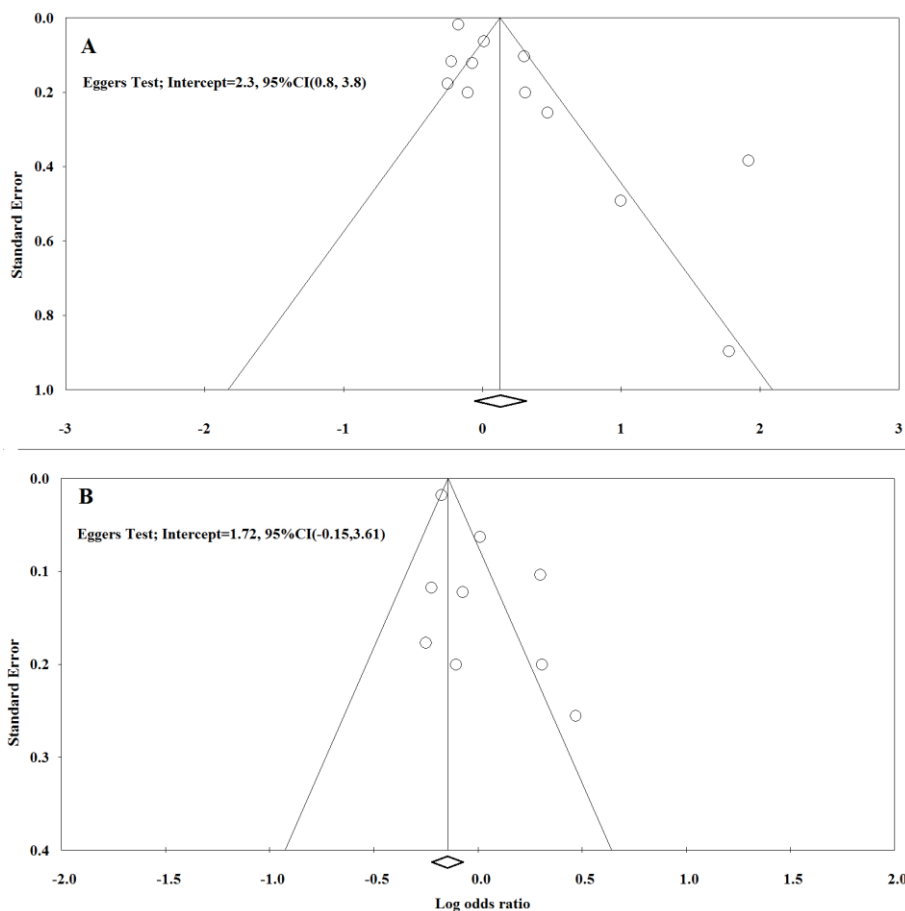 0.0
A
Eggers Test; Intercept=2.3, 95%CI(0.8, 3.8)
0.2
0.4
Standard Error
0.6
0.8
1.0
-3 -2 -1 0 1 2 3
0.0
B
Eggers Test; Intercept=1.72, 95%CI(-0.15,3.61)
0.1
0.2
Standard Error
0.3
0.4
-2.0 -1.5 -1.0 -0.5 0.0 0.5 1.0 1.5 2.0
Log odds ratio